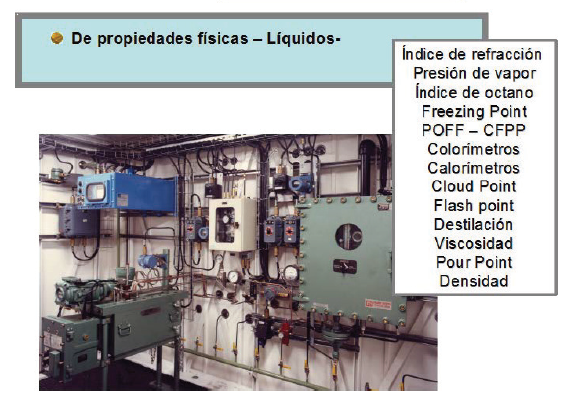 De propiedades físicas – Líquidos-
Índice de refracción
Presión de vapor
Índice de octano
Freezing Point
POFF – CFPP
Colorímetros
Calorímetros
Cloud Point
Flash point
Destilación
Viscosidad
Pour Point
Densidad